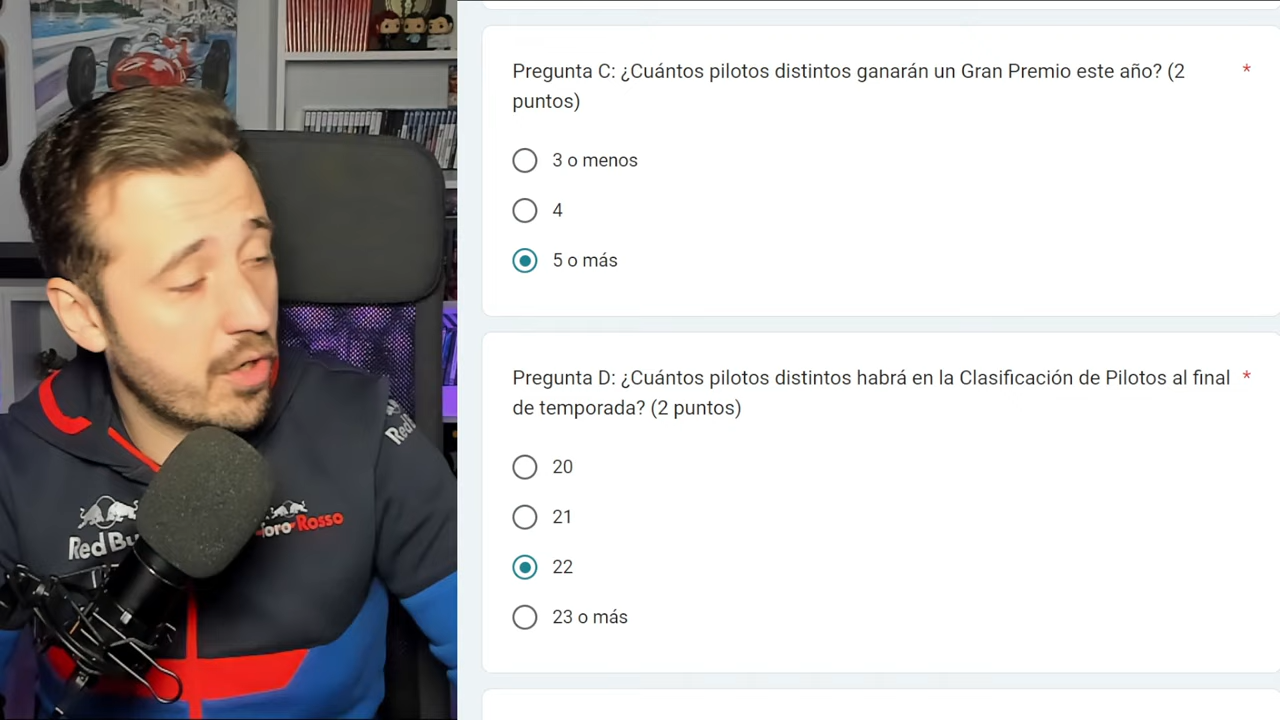 Pregunta C: ¿Cuántos pilotos distintos ganarán un Gran Premio este año? (2 *
puntos)
3 o menos
4
5 o más
Pregunta D: ¿Cuántos pilotos distintos habrá en la Clasificación de Pilotos al final *
de temporada? (2 puntos)
20
21
22
23 o más
Red Bu
Toro Rosso
RedB